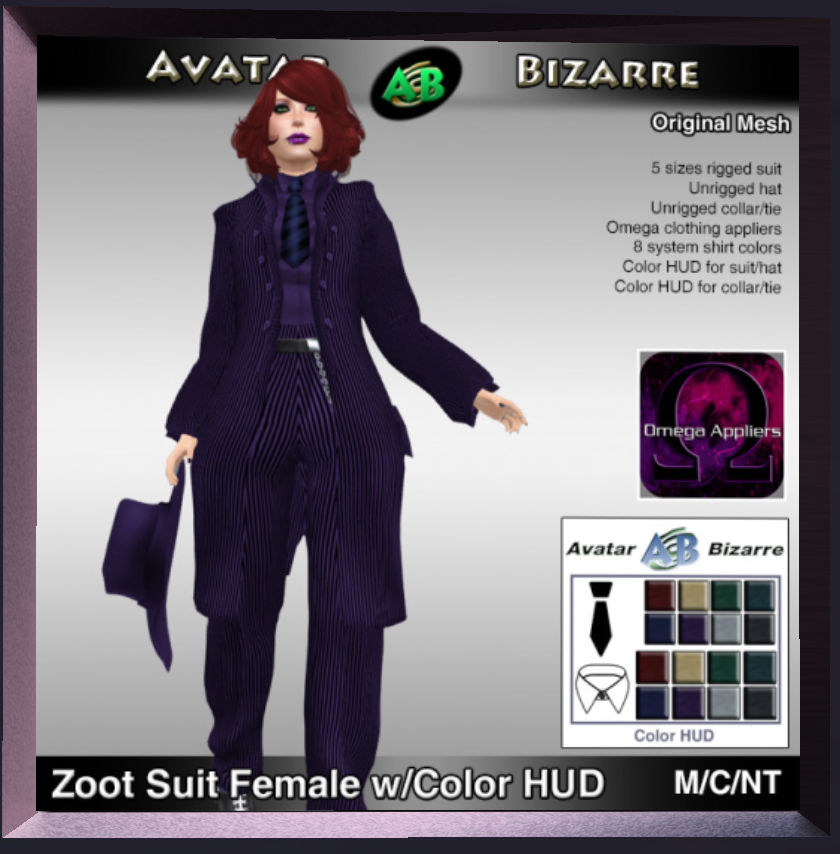 AVATAR
AB
BIZARRE
Original Mesh
5 sizes rigged suit
Unrigged hat
Unrigged collar/tie
Omega clothing appliers
8 system shirt colors
Color HUD for suit/hat
Color HUD for collar/tie
Ω
Omega Appliers
Avatar AB Bizarre
Color HUD
Zoot Suit Female w/Color HUD
M/C/NT